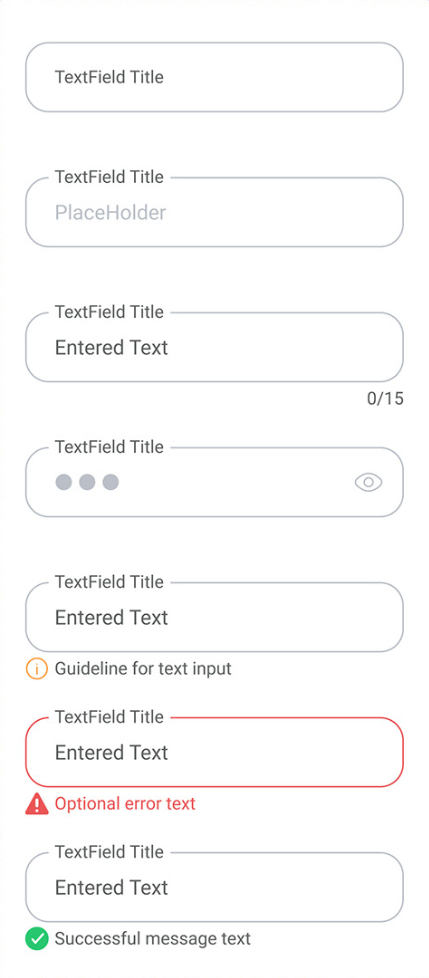 TextField Title
TextField Title
PlaceHolder
TextField Title
Entered Text
0/15
TextField Title
TextField Title
Entered Text
Guideline for text input
TextField Title
Entered Text
Optional error text
TextField Title
Entered Text
Successful message text